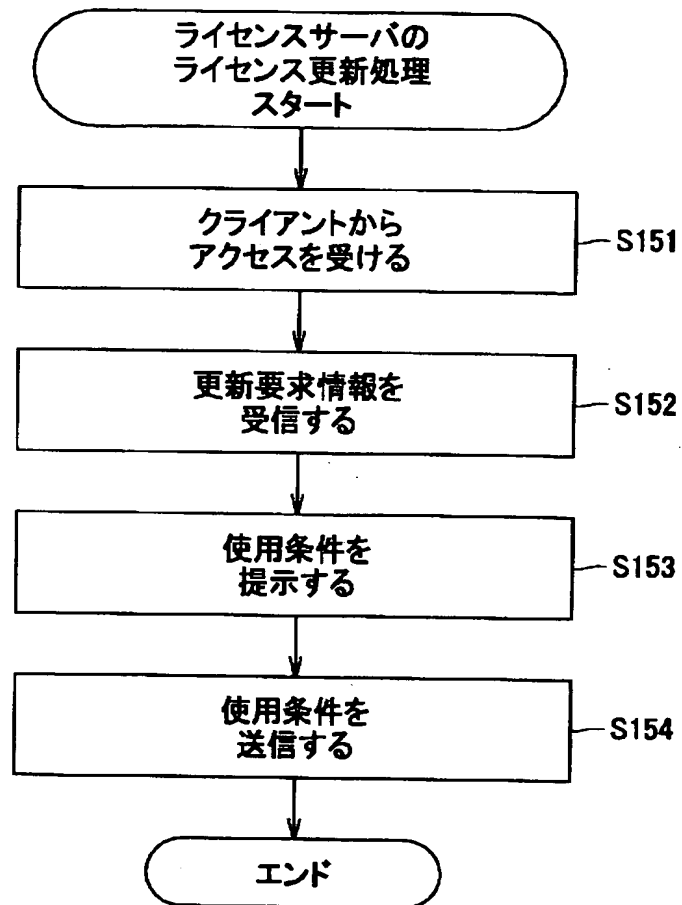 ライセンスサーバの
ライセンス更新処理
スタート
クライアントから
アクセスを受ける
S151
更新要求情報を
受信する
S152
使用条件を
提示する
S153
使用条件を
送信する
S154
エンド